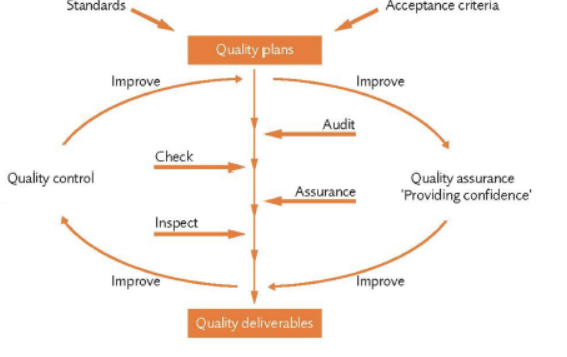 Standards
Acceptance criteria
Quality plans
Improve
Improve
Audit
Check
Quality control
Quality assurance
'Providing confidence'
Assurance
Inspect
Improve
Improve
Quality deliverables